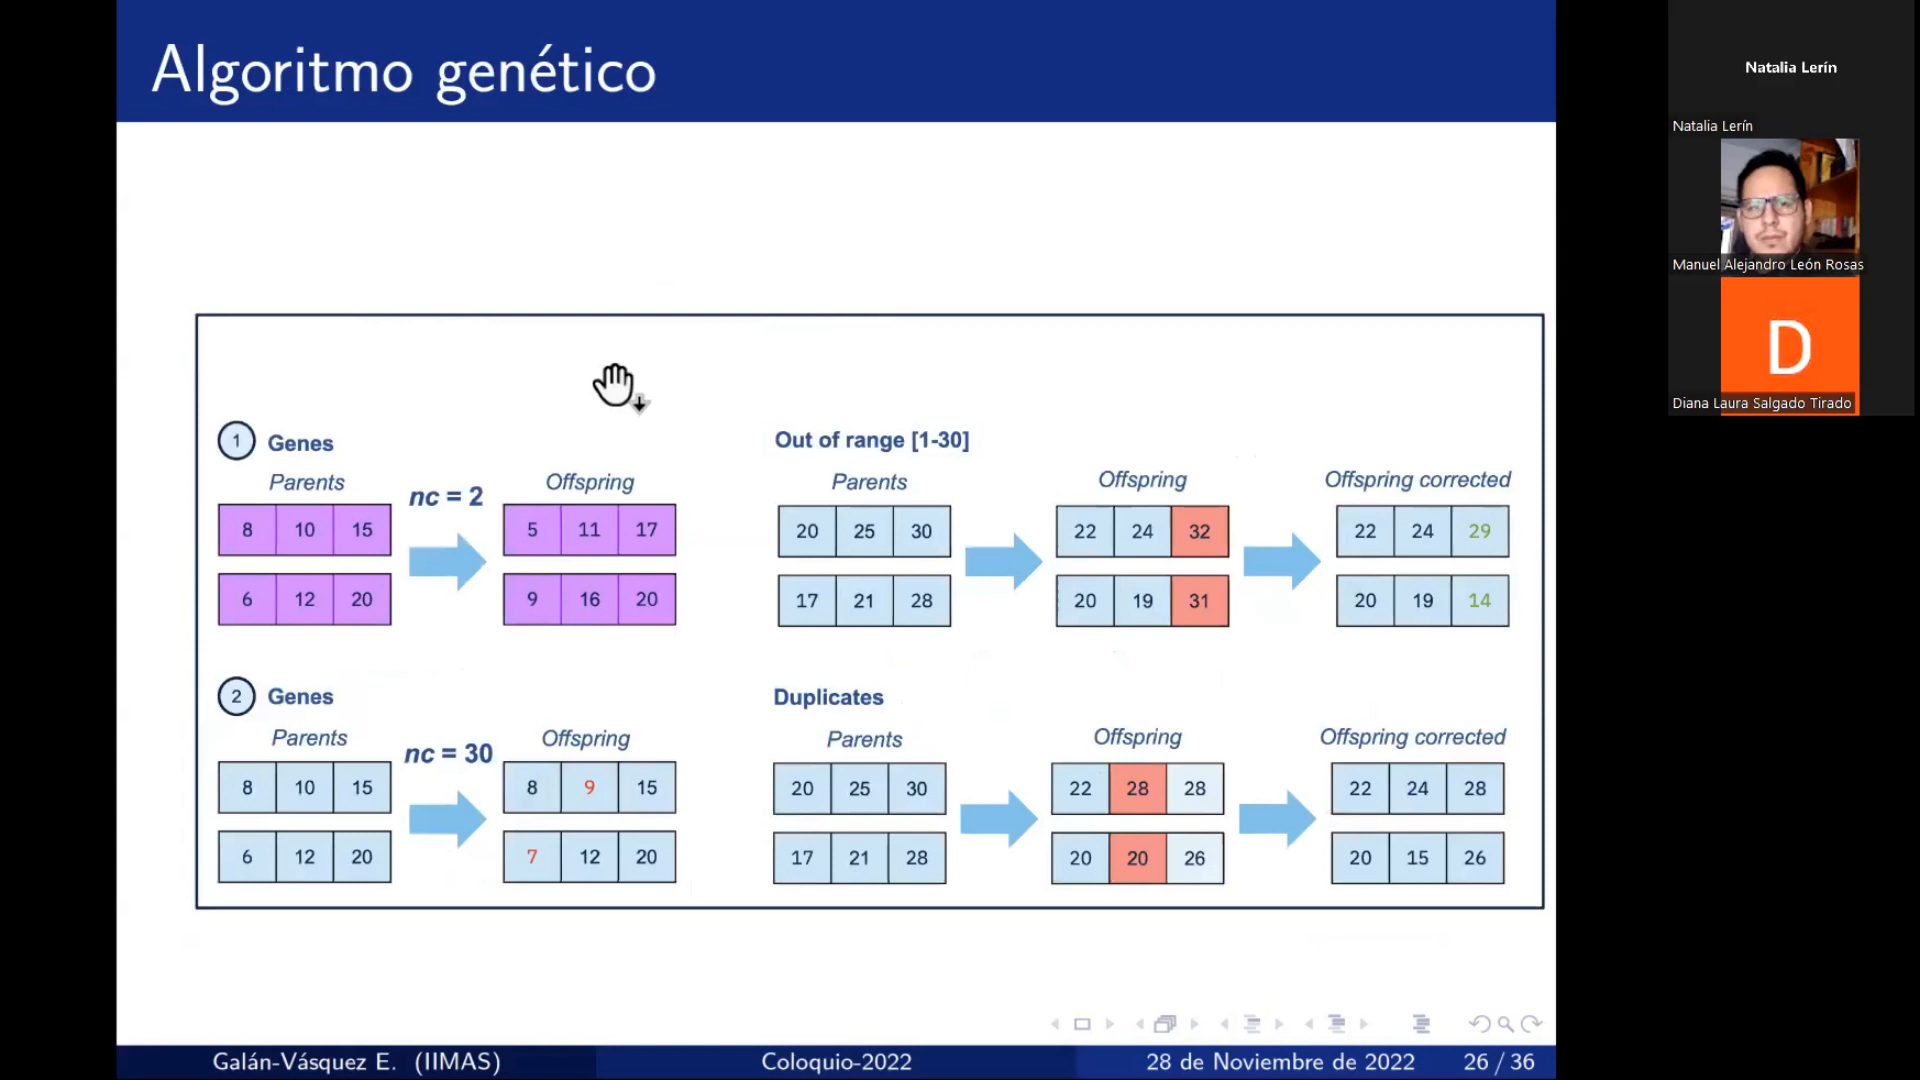 Algoritmo genético
1 Genes
Parents
nc = 2
Offspring
8 10 15
5 11 17
6 12 20
9 16 20
Out of range [1-30]
Parents
Offspring
Offspring corrected
20 25 30
22 24 32
22 24 29
17 21 28
20 19 31
20 19 14
2 Genes
Parents
nc = 30
Offspring
8 10 15
8 9 15
6 12 20
7 12 20
Duplicates
Parents
Offspring
Offspring corrected
20 25 30
22 28 28
22 24 28
17 21 28
20 20 26
20 15 26
Galán-Vásquez E. (IIMAS)
Coloquio-2022
28 de Noviembre de 2022
26 / 36
Natalia Lerín
Natalia Lerín
Manuel Alejandro León Rosas
D
Diana Laura Salgado Tirado